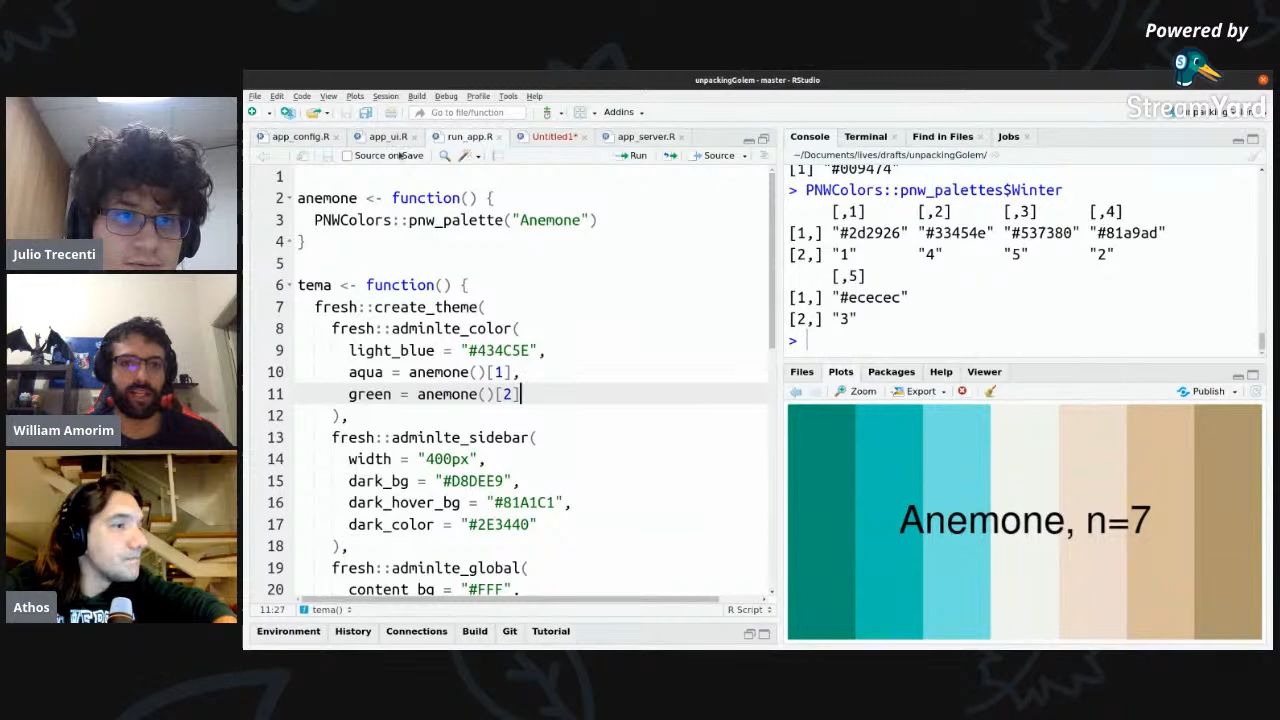 Powered by
StreamYard
Julio Trecenti
William Amorim
Athos
unpackingGolem - master - RStudio
File Edit Code View Plots Session Build Debug Profile Tools Help
Go to file/function
Addins
app_config.R
app_ui.R
run_app.R
Untitled1*
app_server.R
Source on Save
Run
Source
1
2 anemone <- function() {
3 PNWColors::pnw_palette("Anemone")
4 }
5
6 tema <- function() {
7 fresh::create_theme(
8 fresh::adminlte_color(
9 light_blue = "#434C5E",
10 aqua = anemone()[1],
11 green = anemone()[2]
12 ),
13 fresh::adminlte_sidebar(
14 width = "400px",
15 dark_bg = "#D8DEE9",
16 dark_hover_bg = "#81A1C1",
17 dark_color = "#2E3440"
18 ),
19 fresh::adminlte_global(
20 content_bg = "#FFF",
11:27
tema()
R Script
Environment History Connections Build Git Tutorial
Console Terminal Find in Files Jobs
~/Documents/lives/drafts/unpackingGolem/
[1] "#009474"
> PNWColors::pnw_palettes$Winter
[,1] [,2] [,3] [,4]
[1,] "#2d2926" "#33454e" "#537380" "#81a9ad"
[2,] "1" "4" "5" "2"
[,5]
[1,] "#ececec"
[2,] "3"
>
Files Plots Packages Help Viewer
Zoom Export Publish
Anemone, n=7